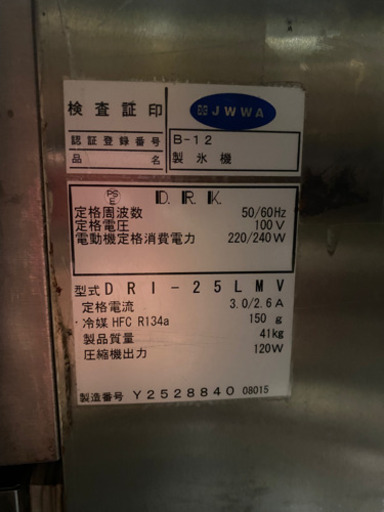 検査証印 JWWA
認証登録番号 B-12
品名 製氷機
PS E D.R.K.
定格周波数 50/60Hz
定格電圧 100V
電動機定格消費電力 220/240W
型式 DRI-25LMV
定格電流 3.0/2.6A
冷媒HFC R134a 150g
製品質量 41kg
圧縮機出力 120W
製造番号 Y2528840 08015